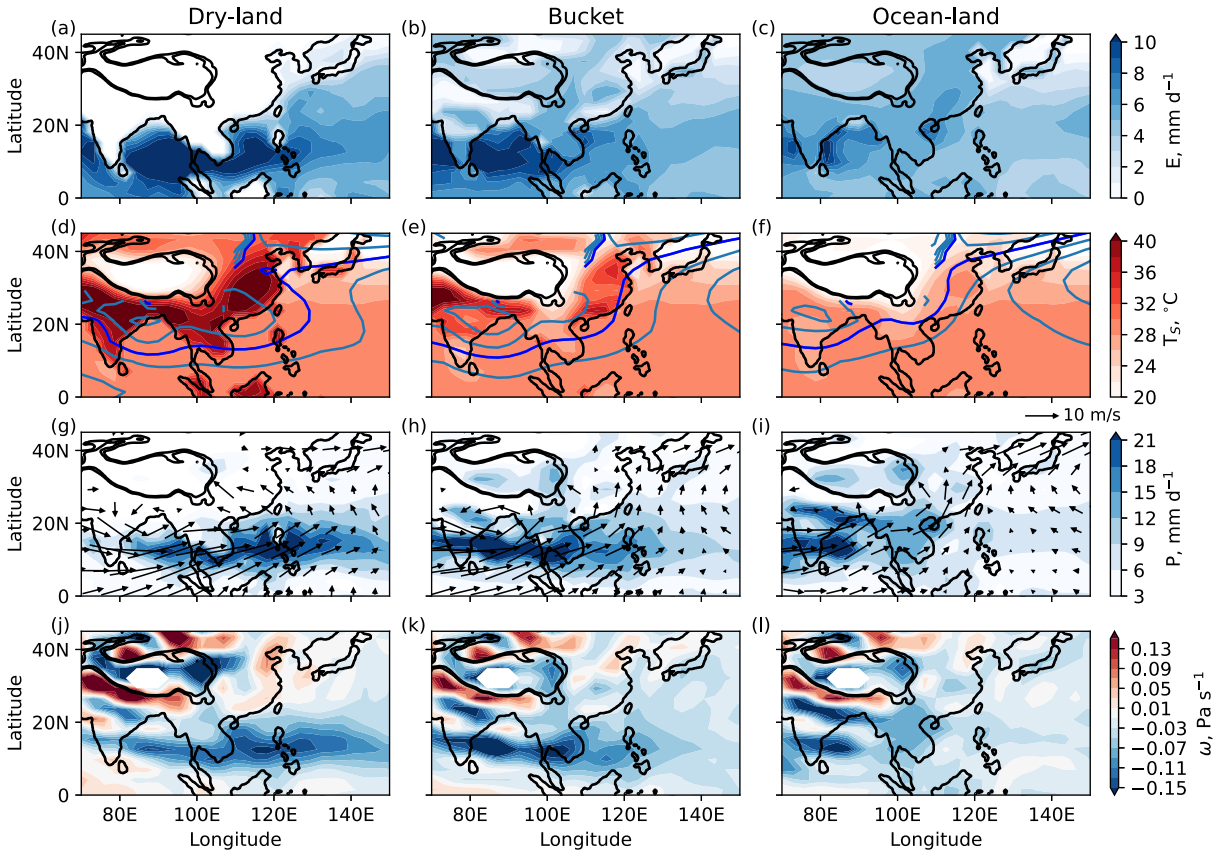 Dry-land Bucket Ocean-land
(a) (b) (c)
40N
20N
0
Latitude
10
8
6
4
2
0
E, mm d⁻¹
(d) (e) (f)
40N
20N
0
Latitude
40
36
32
28
24
20
T_S, °C
10 m/s
(g) (h) (i)
40N
20N
0
Latitude
21
18
15
12
9
6
3
P, mm d⁻¹
(j) (k) (l)
40N
20N
0
Latitude
0.13
0.09
0.05
0.01
−0.03
−0.07
−0.11
−0.15
ω, Pa s⁻¹
80E 100E 120E 140E 80E 100E 120E 140E 80E 100E 120E 140E
Longitude Longitude Longitude